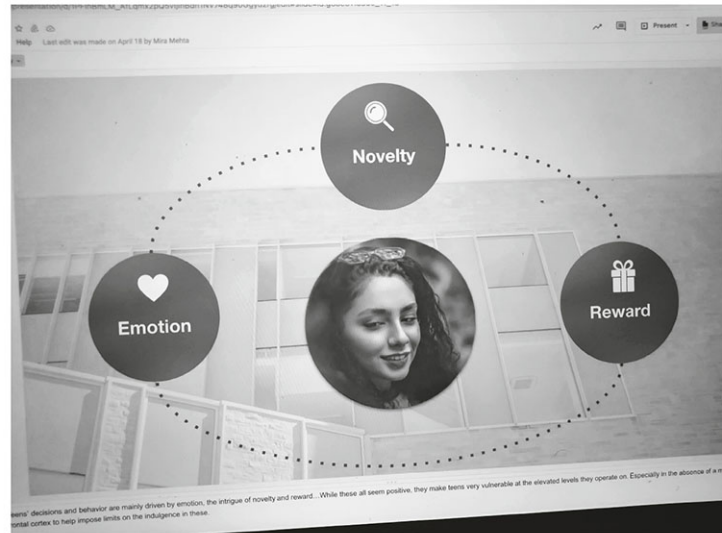 Help Last edit was made on April 18 by Mira Mehta
Present
Novelty
Emotion
Reward
decisions and behavior are mainly driven by emotion, the intrigue of novelty and reward....While these all seem positive, they make teens very vulnerable at the elevated levels they operate on. Especially in the absence of a
cortex to help impose limits on the indulgence in these.